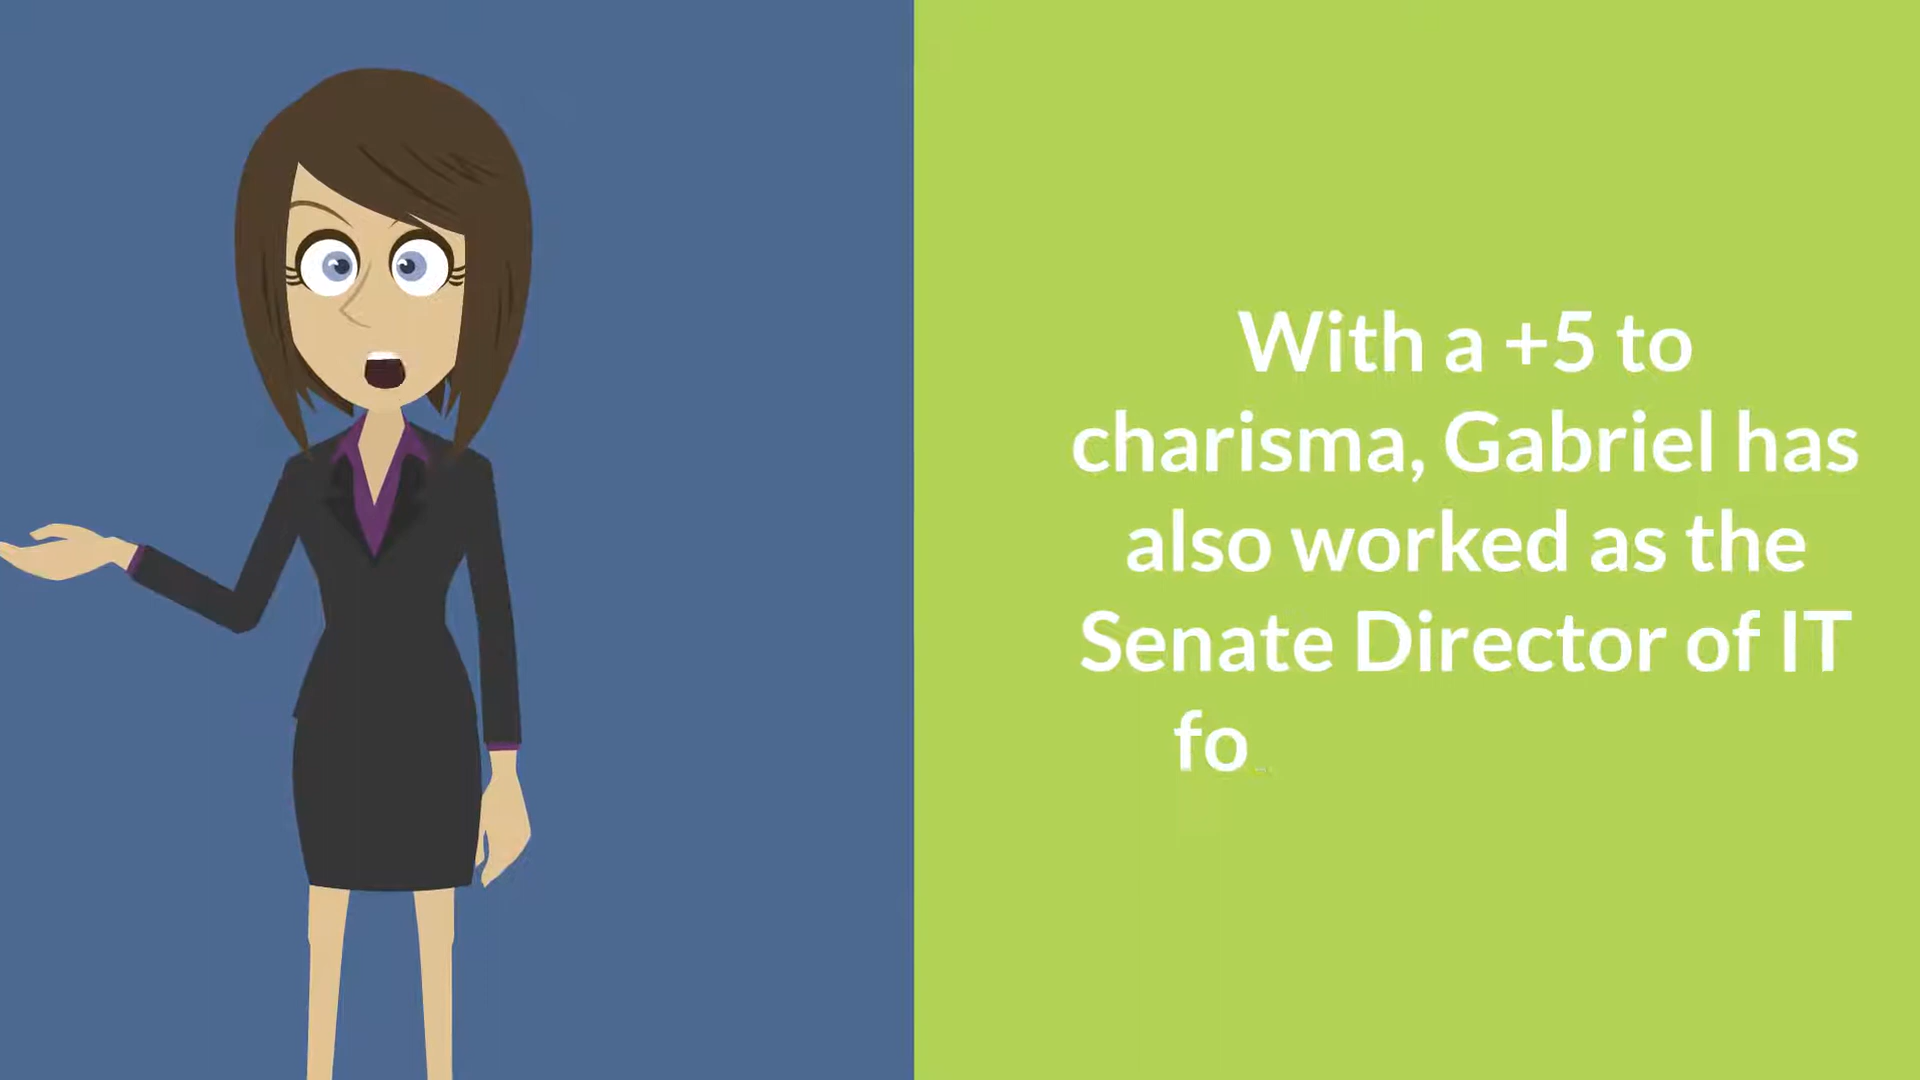 With a +5 to
charisma, Gabriel has
also worked as the
Senate Director of IT
fo